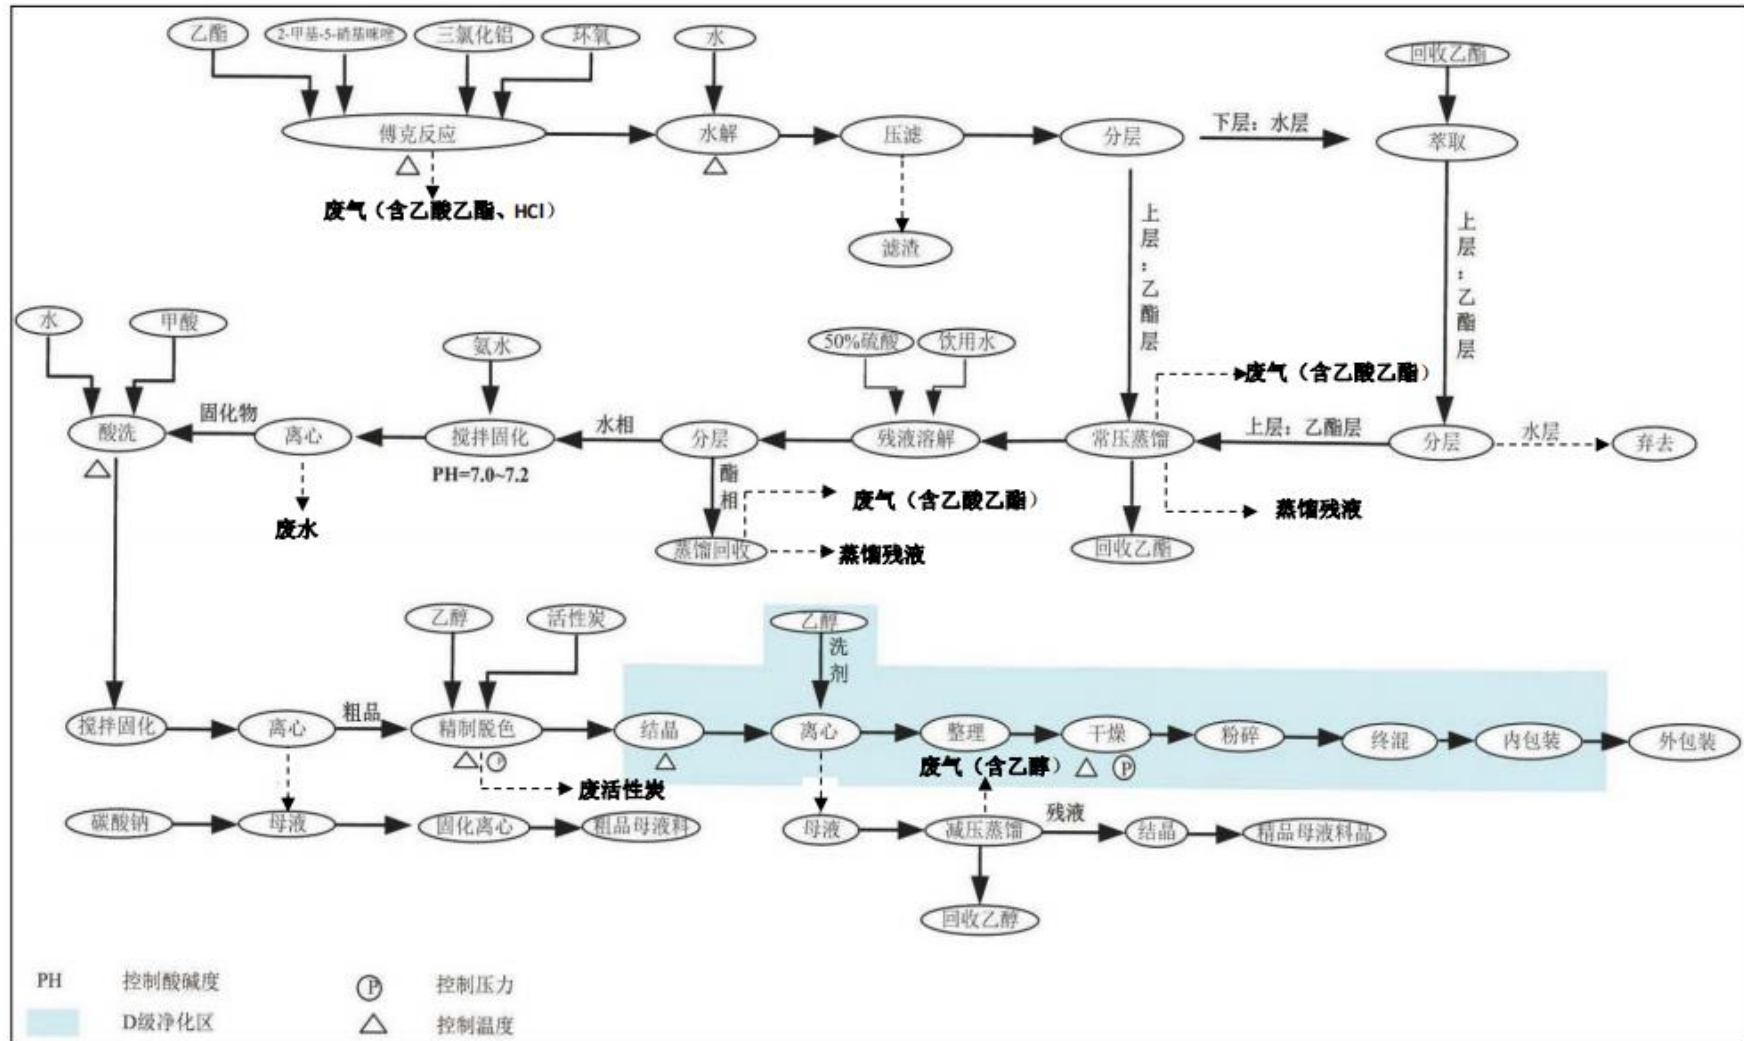 乙酯
2-甲基-5-硝基咪唑
三氯化铝
环氧
水
回收乙酯
傅克反应
水解
压滤
分层
下层：水层
萃取
废气（含乙酸乙酯、HCl）
滤渣
上层：乙酯层
上层：乙酯层
水
甲酸
氨水
50%硫酸
饮用水
废气（含乙酸乙酯）
酸洗
固化物
离心
搅拌固化
水相
分层
残液溶解
常压蒸馏
上层：乙酯层
分层
水层
弃去
PH=7.0~7.2
酯相
废气（含乙酸乙酯）
蒸馏残液
废水
蒸馏回收
蒸馏残液
回收乙酯
乙醇
活性炭
乙醇
洗剂
搅拌固化
离心
粗品
精制脱色
结晶
离心
整理
干燥
粉碎
终混
内包装
外包装
P
废气（含乙醇）
P
废活性炭
碳酸钠
母液
固化离心
粗品母液料
母液
减压蒸馏
残液
结晶
精品母液料品
回收乙醇
PH 控制酸碱度
P 控制压力
D级净化区
控制温度